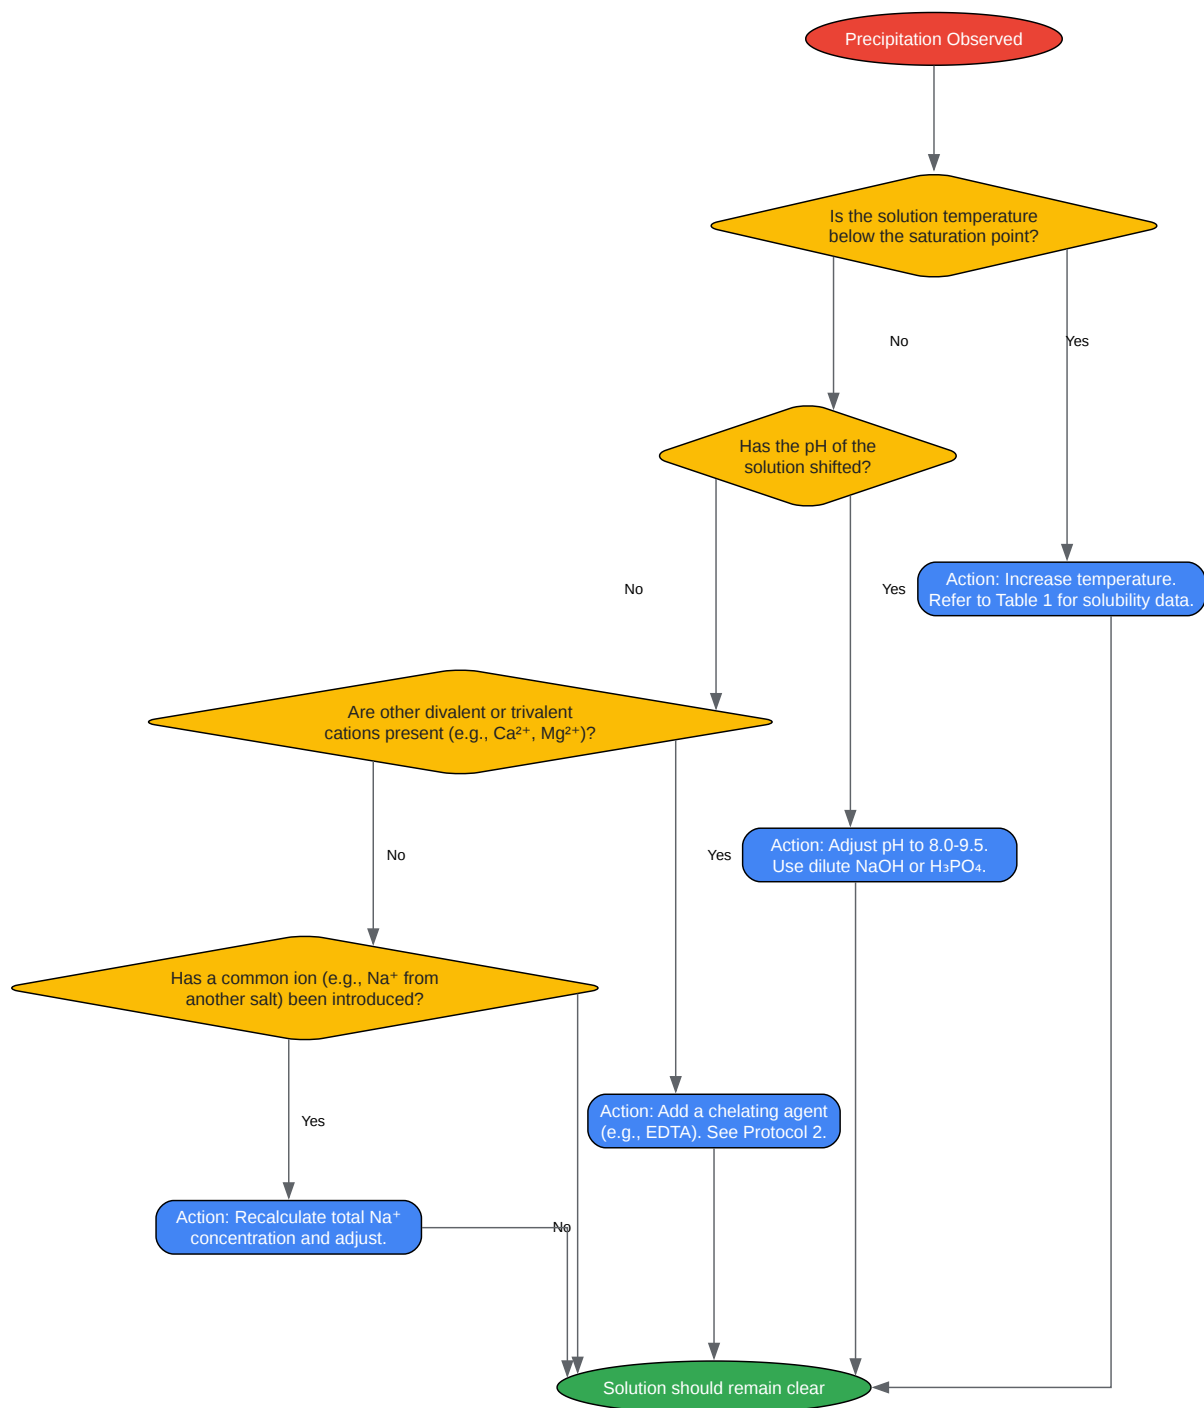 Precipitation Observed
Is the solution temperature
below the saturation point?
No
Yes
Has the pH of the
solution shifted?
Action: Increase temperature.
Refer to Table 1 for solubility data.
No
Yes
Are other divalent or trivalent
cations present (e.g., Ca²⁺, Mg²⁺)?
Action: Adjust pH to 8.0-9.5.
Use dilute NaOH or H₃PO₄.
No
Yes
Has a common ion (e.g., Na⁺ from
another salt) been introduced?
Action: Add a chelating agent
(e.g., EDTA). See Protocol 2.
Yes
Action: Recalculate total Na⁺
concentration and adjust.
No
Solution should remain clear